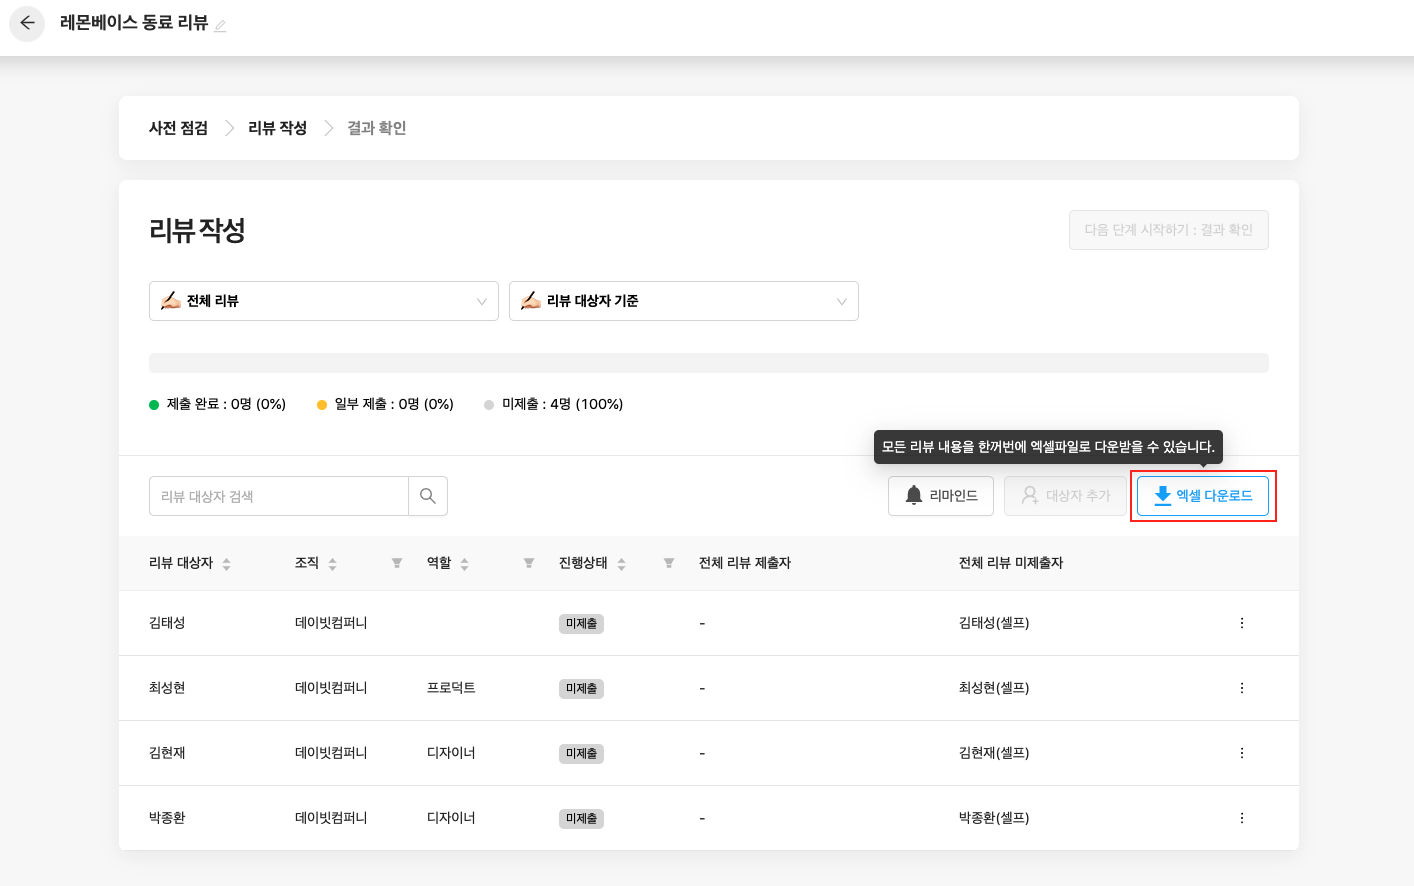 레몬베이스 동료 리뷰
사전 점검 리뷰 작성 결과 확인
리뷰 작성
다음 단계 시작하기 : 결과 확인
전체 리뷰 리뷰 대상자 기준
제출 완료 : 0명 (0%) 일부 제출 : 0명 (0%) 미제출 : 4명 (100%)
모든 리뷰 내용을 한꺼번에 엑셀파일로 다운받을 수 있습니다.
리뷰 대상자 검색 리마인드 대상자 추가 엑셀 다운로드
리뷰 대상자 조직 역할 진행상태 전체 리뷰 제출자 전체 리뷰 미제출자
김태성 데이빗컴퍼니 미제출 - 김태성(셀프)
최성현 데이빗컴퍼니 프로덕트 미제출 - 최성현(셀프)
김현재 데이빗컴퍼니 디자이너 미제출 - 김현재(셀프)
박종환 데이빗컴퍼니 디자이너 미제출 - 박종환(셀프)